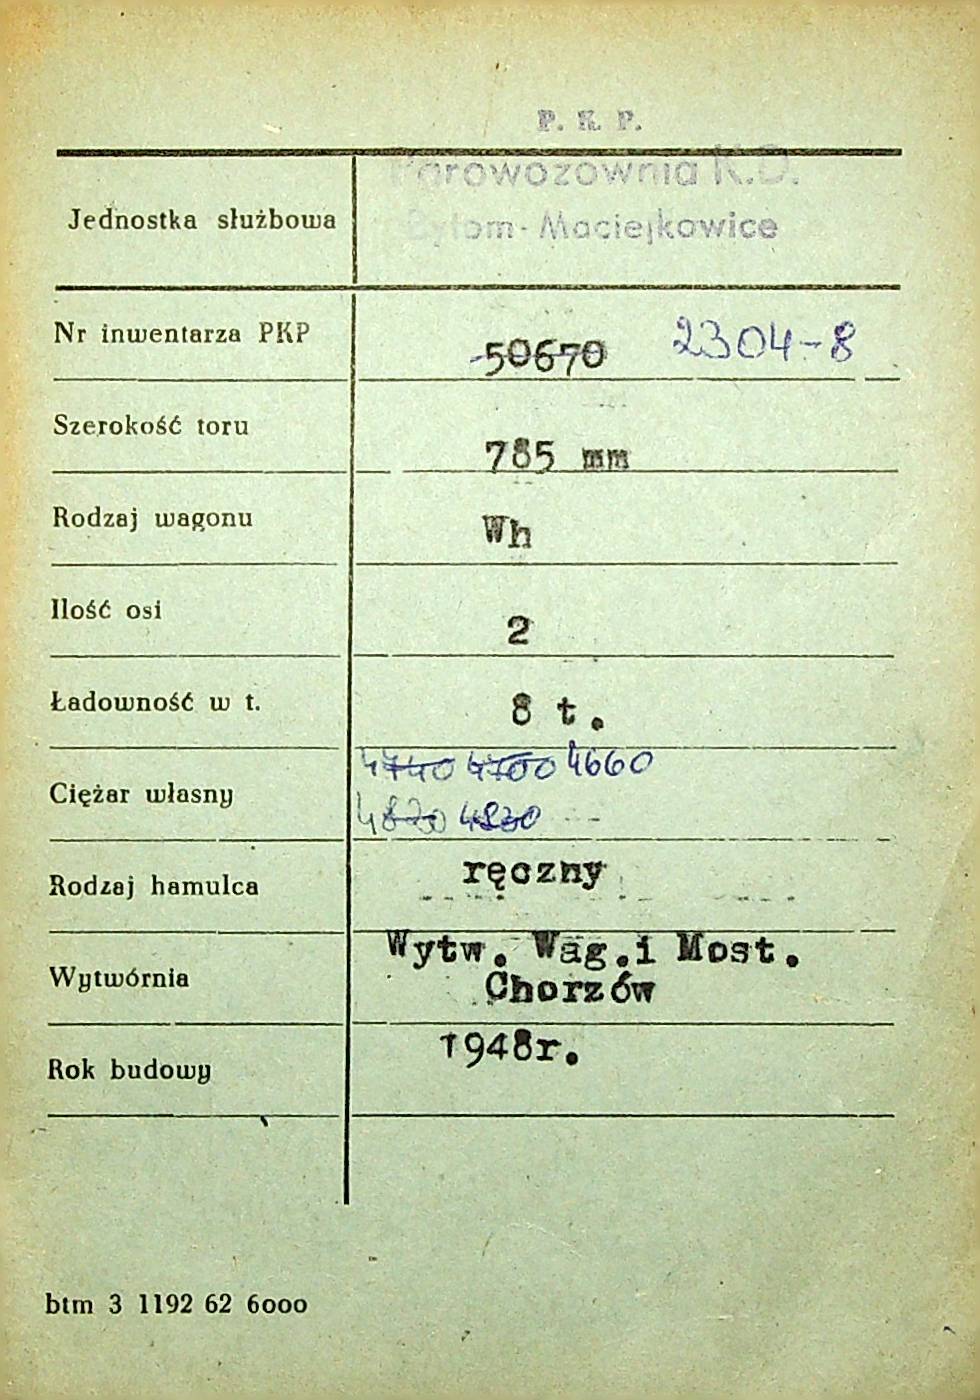 P. K. P.
Parowozownia K.D.
Jednostka służbowa Bytom-Maciejkowice
Nr inwentarza PKP 50670 2304-8
Szerokość toru 785 mm
Rodzaj wagonu Wh
Ilość osi 2
Ładowność w t. 8 t.
4740 4700 4660
Ciężar własny 4870 4830
Rodzaj hamulca ręczny
Wytw. Wag.i Most.
Wytwórnia Chorzów
Rok budowy 1948r.
btm 3 1192 62 6000